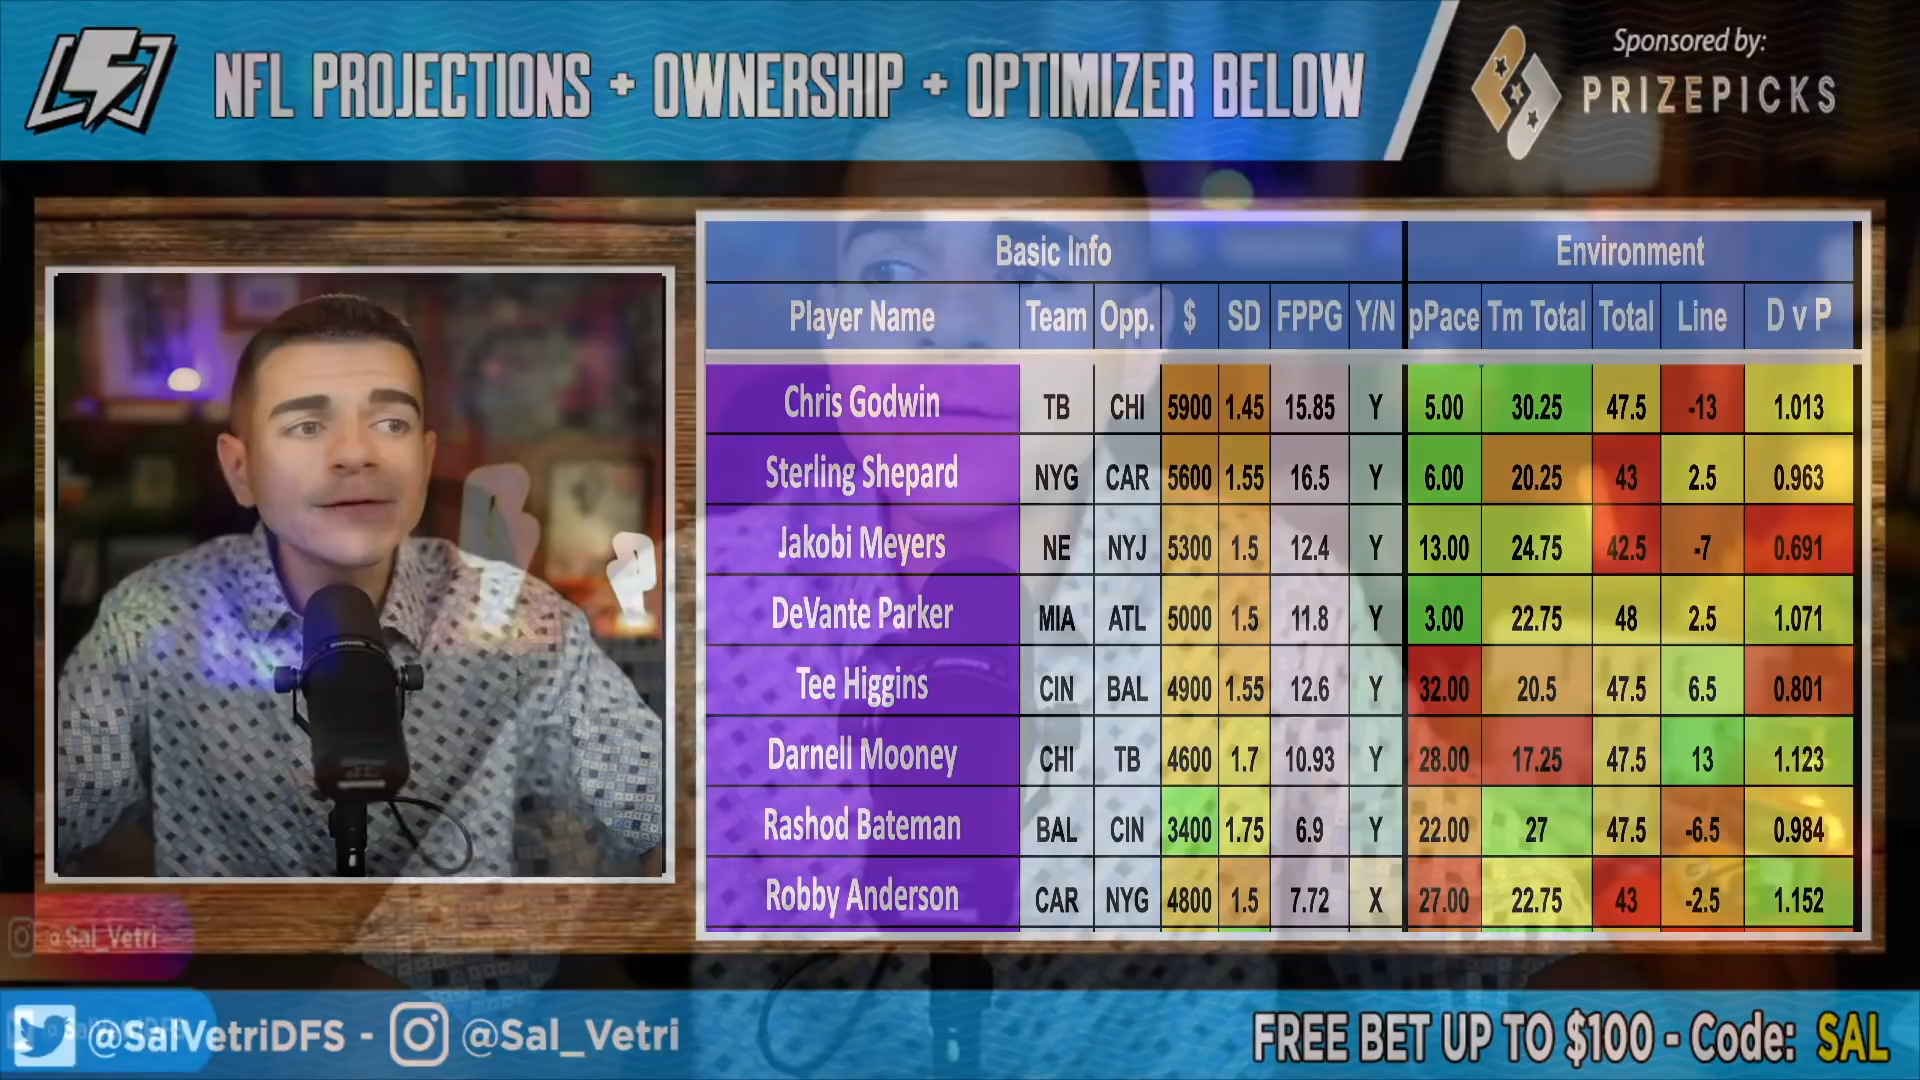 NFL PROJECTIONS + OWNERSHIP + OPTIMIZER BELOW
Sponsored by:
PRIZEPICKS
Basic Info Environment
Player Name Team Opp. $ SD FPPG Y/N pPace Tm Total Total Line D v P
Chris Godwin TB CHI 5900 1.45 15.85 Y 5.00 30.25 47.5 -13 1.013
Sterling Shepard NYG CAR 5600 1.55 16.5 Y 6.00 20.25 43 2.5 0.963
Jakobi Meyers NE NYJ 5300 1.5 12.4 Y 13.00 24.75 42.5 -7 0.691
DeVante Parker MIA ATL 5000 1.5 11.8 Y 3.00 22.75 48 2.5 1.071
Tee Higgins CIN BAL 4900 1.55 12.6 Y 32.00 20.5 47.5 6.5 0.801
Darnell Mooney CHI TB 4600 1.7 10.93 Y 28.00 17.25 47.5 13 1.123
Rashod Bateman BAL CIN 3400 1.75 6.9 Y 22.00 27 47.5 -6.5 0.984
Robby Anderson CAR NYG 4800 1.5 7.72 X 27.00 22.75 43 -2.5 1.152
@Sal_Vetri
@SalVetriDFS - @Sal_Vetri
FREE BET UP TO $100 - Code: SAL